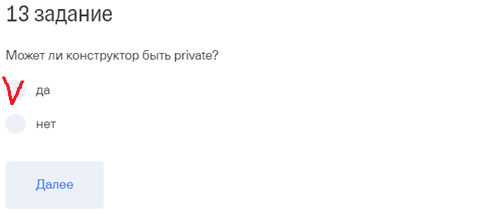 13 задание
Может ли конструктор быть private?
да
нет
Далее